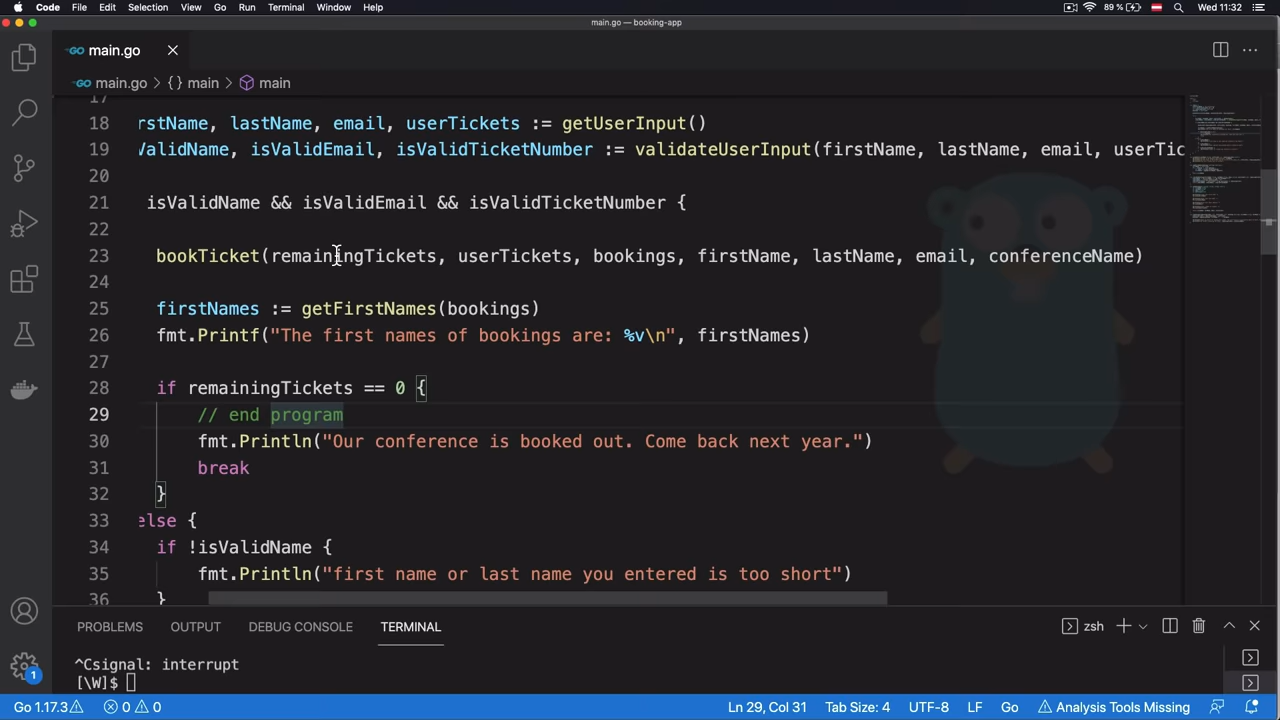 Code File Edit Selection View Go Run Terminal Window Help 89 % Wed 11:32
main.go — booking-app
main.go
main.go > {} main > main
17
18 rstName, lastName, email, userTickets := getUserInput()
19 ValidName, isValidEmail, isValidTicketNumber := validateUserInput(firstName, lastName, email, userTic
20
21 isValidName && isValidEmail && isValidTicketNumber {
22
23 bookTicket(remainingTickets, userTickets, bookings, firstName, lastName, email, conferenceName)
24
25 firstNames := getFirstNames(bookings)
26 fmt.Printf("The first names of bookings are: %v\n", firstNames)
27
28 if remainingTickets == 0 {
29 // end program
30 fmt.Println("Our conference is booked out. Come back next year.")
31 break
32 }
33 else {
34 if !isValidName {
35 fmt.Println("first name or last name you entered is too short")
36 }
PROBLEMS OUTPUT DEBUG CONSOLE TERMINAL zsh
^Csignal: interrupt
[\W]$
1
Go 1.17.3 0 0 Ln 29, Col 31 Tab Size: 4 UTF-8 LF Go Analysis Tools Missing